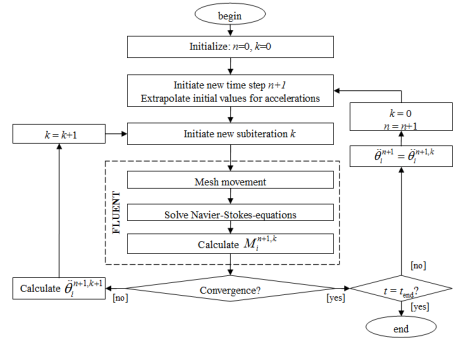 begin
Initialize: n=0, k=0
Initiate new time step n+1
Extrapolate initial values for accelerations
k = k+1
Initiate new subiteration k
k = 0
n = n+1
θ̈ᵢⁿ⁺¹ = θ̈ᵢⁿ⁺¹,ᵏ
FLUENT
Mesh movement
Solve Navier-Stokes-equations
Calculate Mᵢⁿ⁺¹,ᵏ
Calculate θ̈ᵢⁿ⁺¹,ᵏ⁺¹
[no]
Convergence?
[yes]
[no]
t = t_end?
[yes]
end